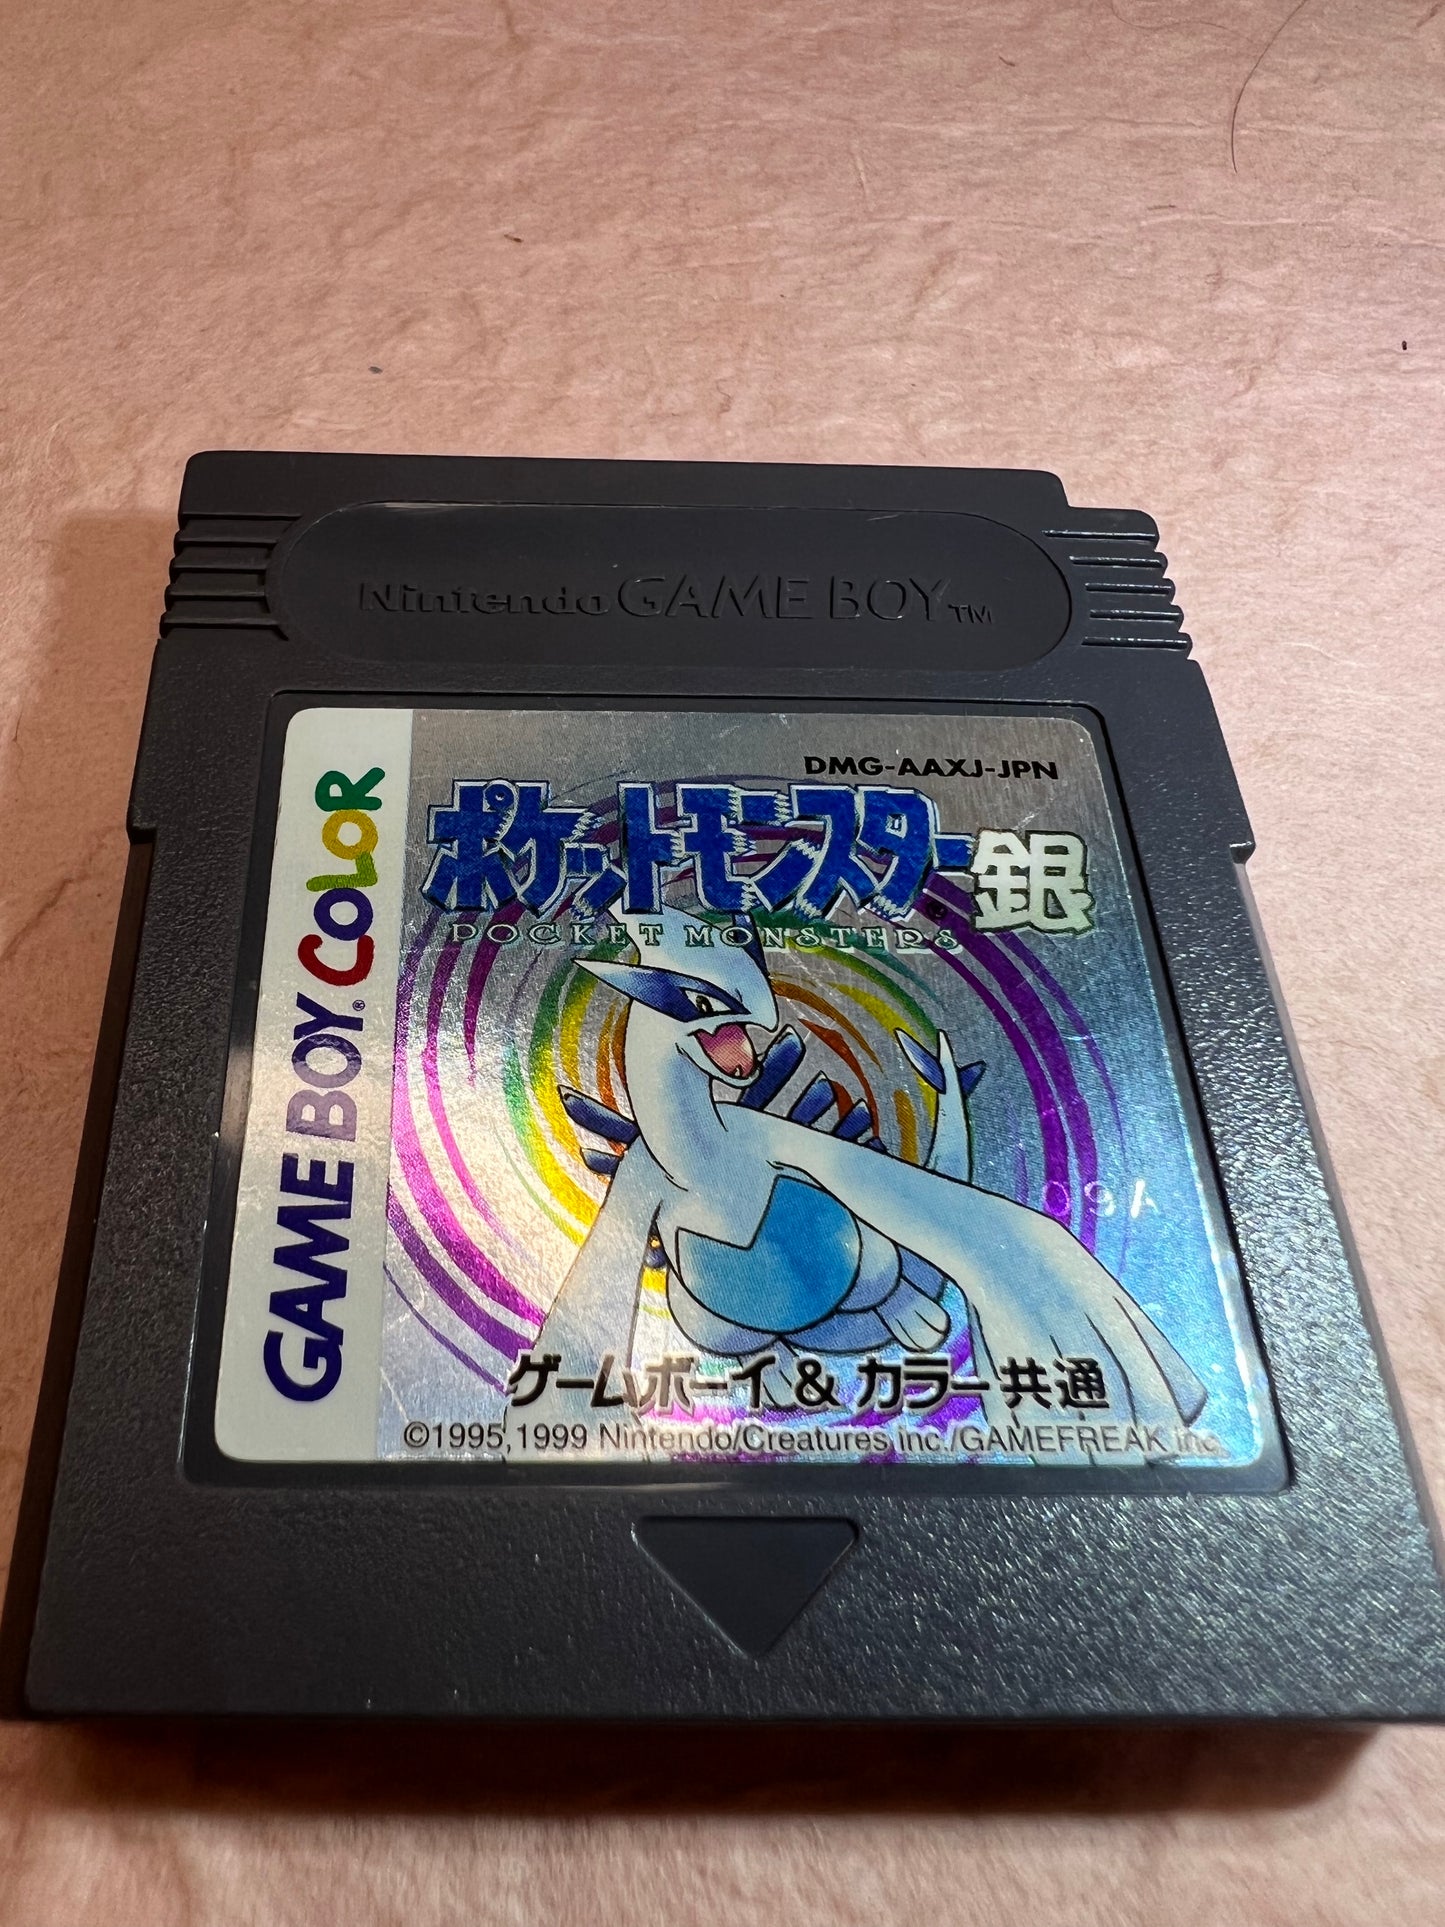 Nintendo GAME BOY™
GAME BOY® COLOR
DMG-AAXJ-JPN
ポケットモンスター銀
POCKET MONSTERS
09A
ゲームボーイ&カラー共通
©1995,1999 Nintendo/Creatures inc./GAMEFREAK inc.